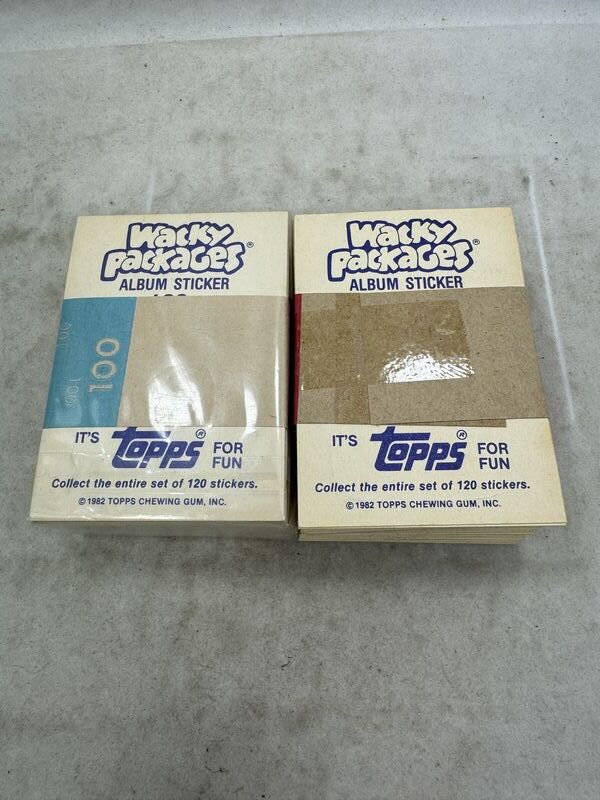 Wacky
Packages®
ALBUM STICKER
100
100
IT'S
Topps®
FOR
FUN
Collect the entire set of 120 stickers.
© 1982 TOPPS CHEWING GUM, INC.
Wacky
Packages®
ALBUM STICKER
IT'S
Topps®
FOR
FUN
Collect the entire set of 120 stickers.
© 1982 TOPPS CHEWING GUM, INC.